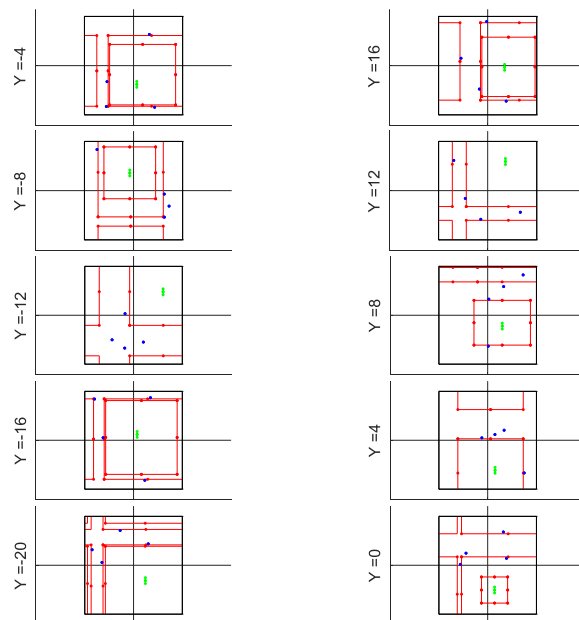 Y =-4
Y =16
Y =-8
Y =12
Y =-12
Y =8
Y =-16
Y =4
Y =-20
Y =0